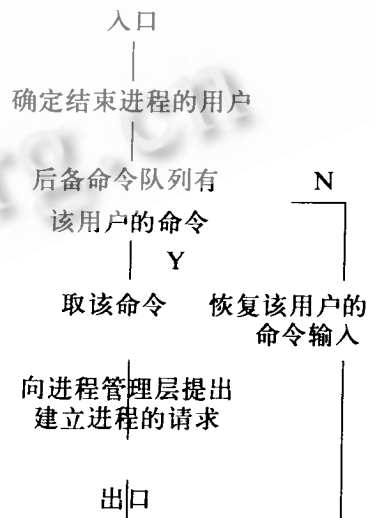 入口
确定结束进程的用户
后备命令队列有
N
该用户的命令
Y
取该命令
恢复该用户的
命令输入
向进程管理层提出
建立进程的请求
出口